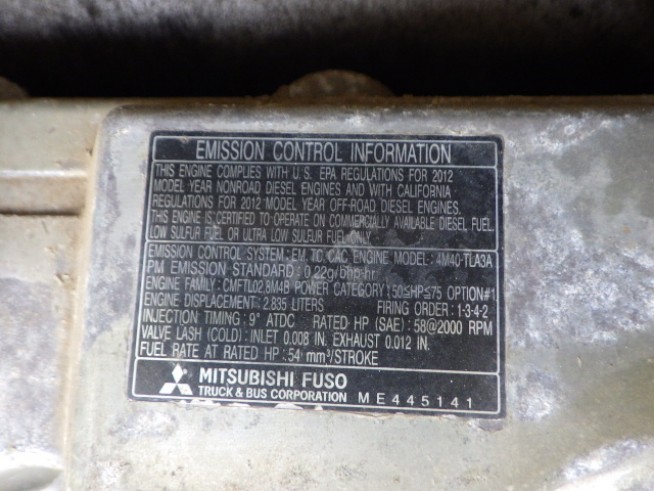 EMISSION CONTROL INFORMATION
THIS ENGINE COMPLIES WITH U.S. EPA REGULATIONS FOR 2012
MODEL YEAR NONROAD DIESEL ENGINES AND WITH CALIFORNIA
REGULATIONS FOR 2012 MODEL YEAR OFF-ROAD DIESEL ENGINES.
THIS ENGINE IS CERTIFIED TO OPERATE ON COMMERCIALLY AVAILABLE DIESEL FUEL
LOW SULFUR FUEL OR ULTRA LOW SULFUR FUEL ONLY.
EMISSION CONTROL SYSTEM: EM TC CAC ENGINE MODEL: 4M40-TLA3A
PM EMISSION STANDARD: 0.22g/bhp-hr
ENGINE FAMILY: CMFTL02.8M4B POWER CATEGORY: 50≤HP≤75 OPTION#1
ENGINE DISPLACEMENT: 2.835 LITERS FIRING ORDER: 1-3-4-2
INJECTION TIMING: 9° ATDC RATED HP (SAE): 58@2000 RPM
VALVE LASH (COLD): INLET 0.008 IN. EXHAUST 0.012 IN.
FUEL RATE AT RATED HP: 54 mm³/STROKE
MITSUBISHI FUSO
TRUCK & BUS CORPORATION ME445141